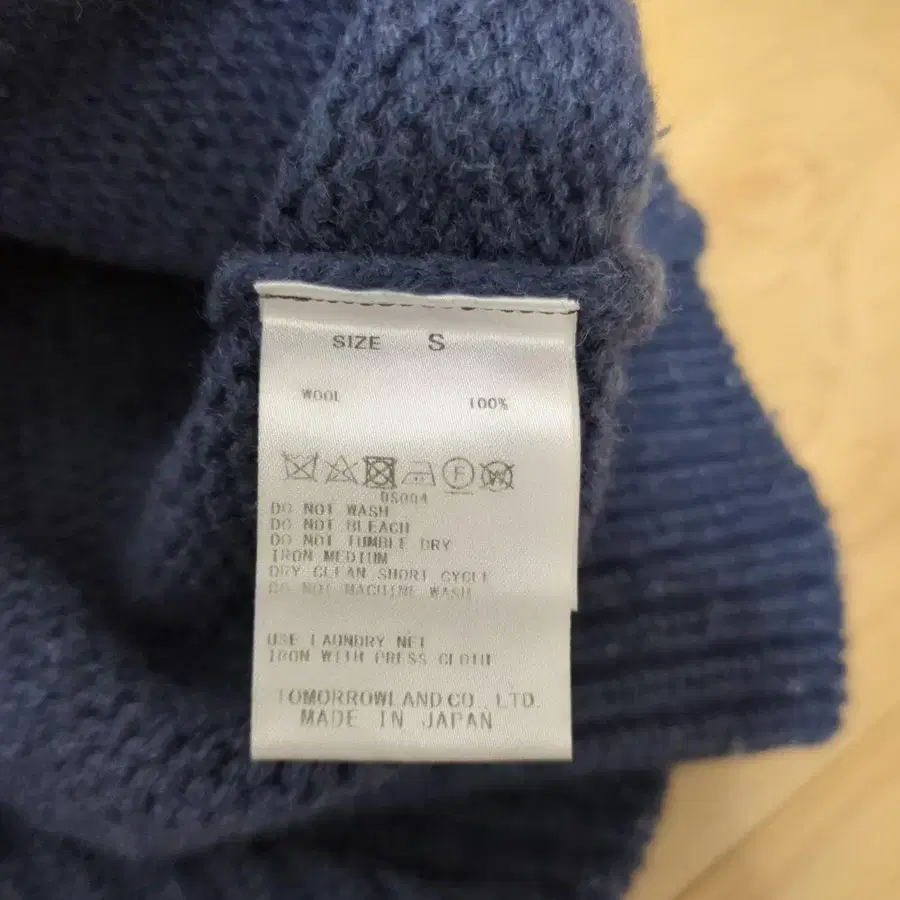 SIZE S
WOOL 100%
F W
DS004
DO NOT WASH
DO NOT BLEACH
DO NOT TUMBLE DRY
IRON MEDIUM
DRY CLEAN SHORT CYCLE
DO NOT MACHINE WASH
USE LAUNDRY NET
IRON WITH PRESS CLOTH
TOMORROWLAND CO., LTD.
MADE IN JAPAN